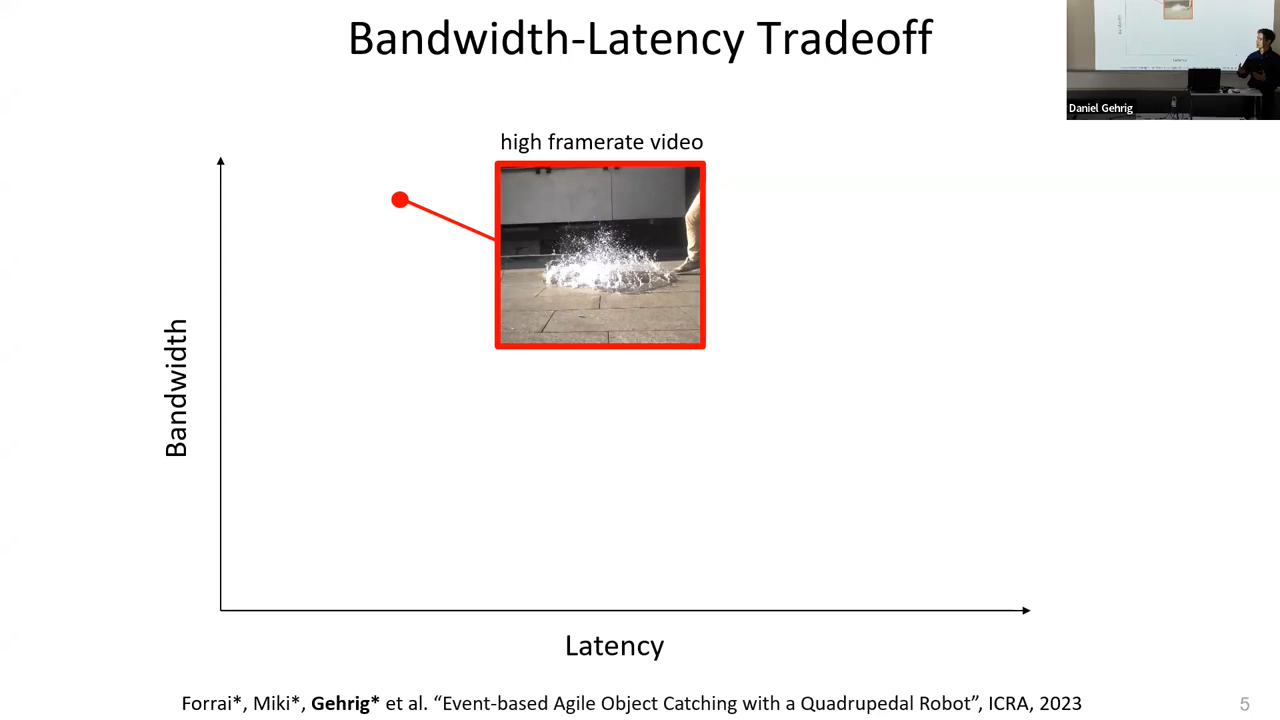 Bandwidth-Latency Tradeoff
Daniel Gehrig
high framerate video
Bandwidth
Latency
Forrai*, Miki*, Gehrig* et al. “Event-based Agile Object Catching with a Quadrupedal Robot”, ICRA, 2023
5